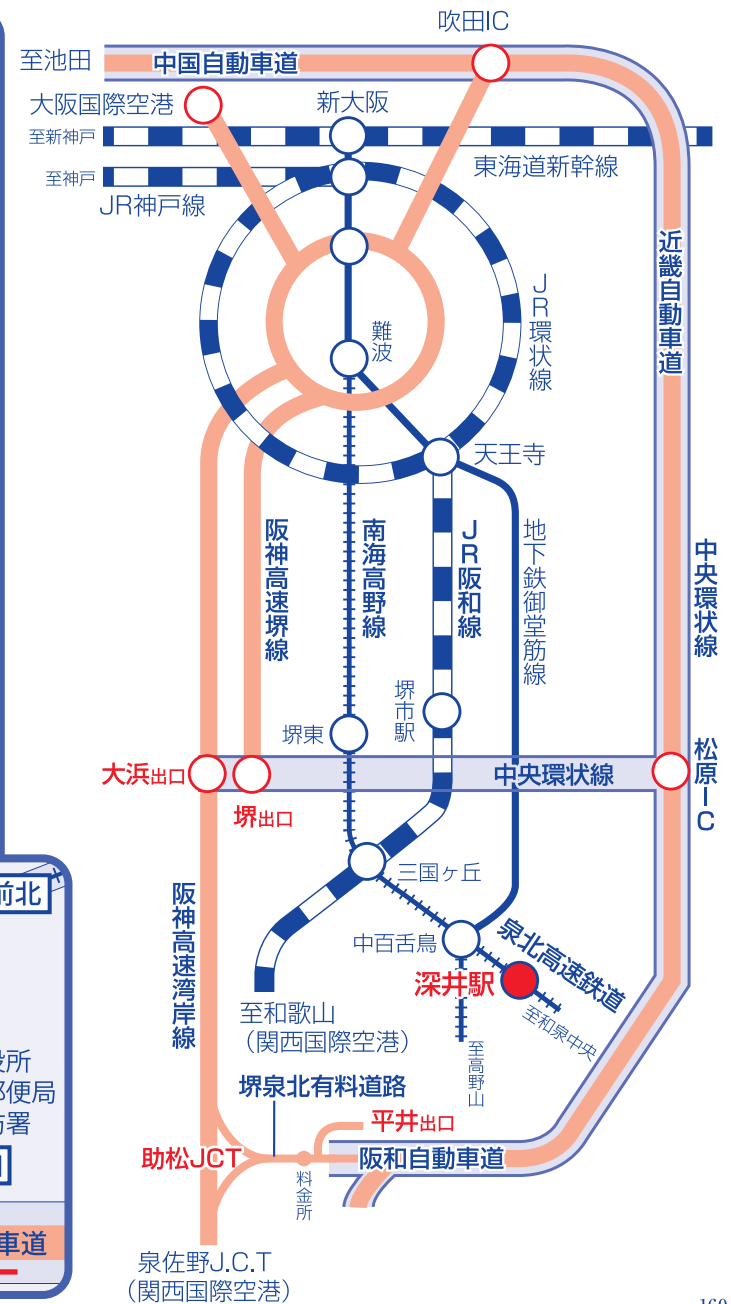 吹田IC
至池田
中国自動車道
大阪国際空港
新大阪
至新神戸
東海道新幹線
至神戸
JR神戸線
近畿自動車道
JR環状線
難波
天王寺
阪神高速堺線
南海高野線
JR阪和線
地下鉄御堂筋線
中央環状線
堺市駅
堺東
大浜出口
堺出口
中央環状線
松原IC
三国ヶ丘
前北
阪神高速湾岸線
中百舌鳥
泉北高速鉄道
深井駅
至和泉中央
至和歌山
（関西国際空港）
至高野山
役所
郵便局
防署
堺泉北有料道路
平井出口
助松JCT
阪和自動車道
料金所
車道
泉佐野J.C.T
（関西国際空港）